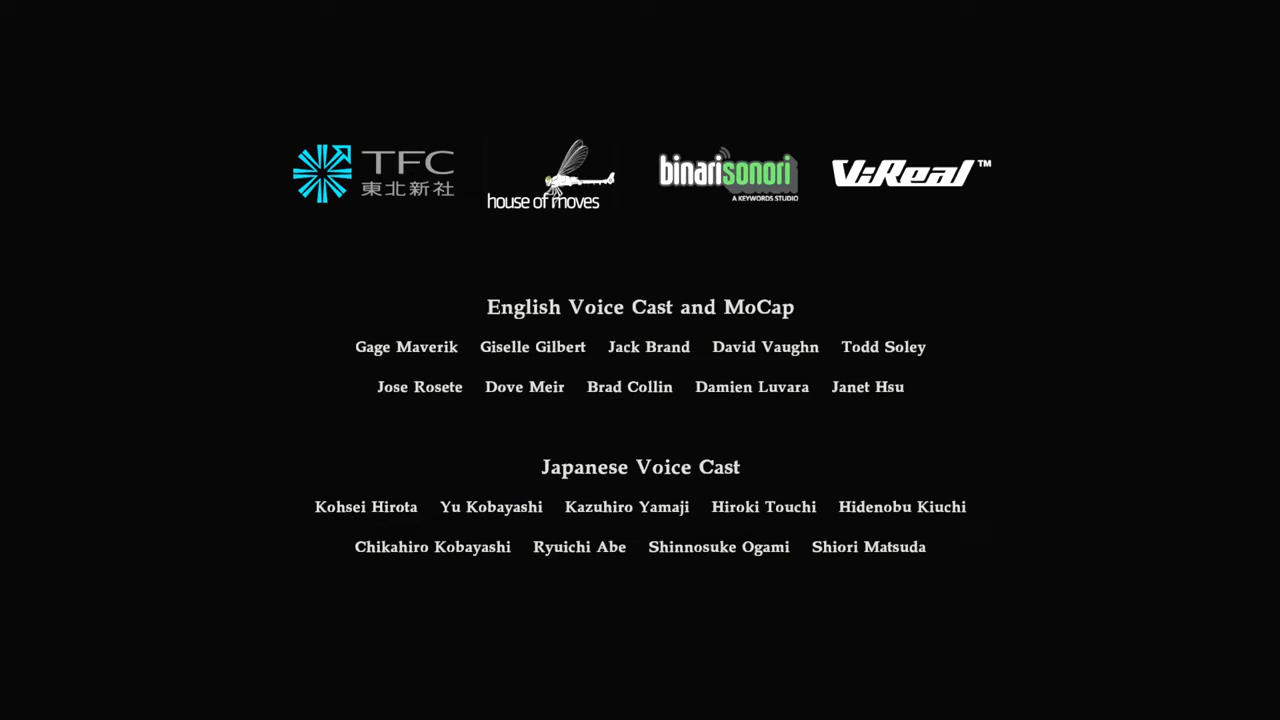 TFC
東北新社
house of moves
binarisonori
A KEYWORDS STUDIO
V:Real™
English Voice Cast and MoCap
Gage Maverik Giselle Gilbert Jack Brand David Vaughn Todd Soley
Jose Rosete Dove Meir Brad Collin Damien Luvara Janet Hsu
Japanese Voice Cast
Kohsei Hirota Yu Kobayashi Kazuhiro Yamaji Hiroki Touchi Hidenobu Kiuchi
Chikahiro Kobayashi Ryuichi Abe Shinnosuke Ogami Shiori Matsuda